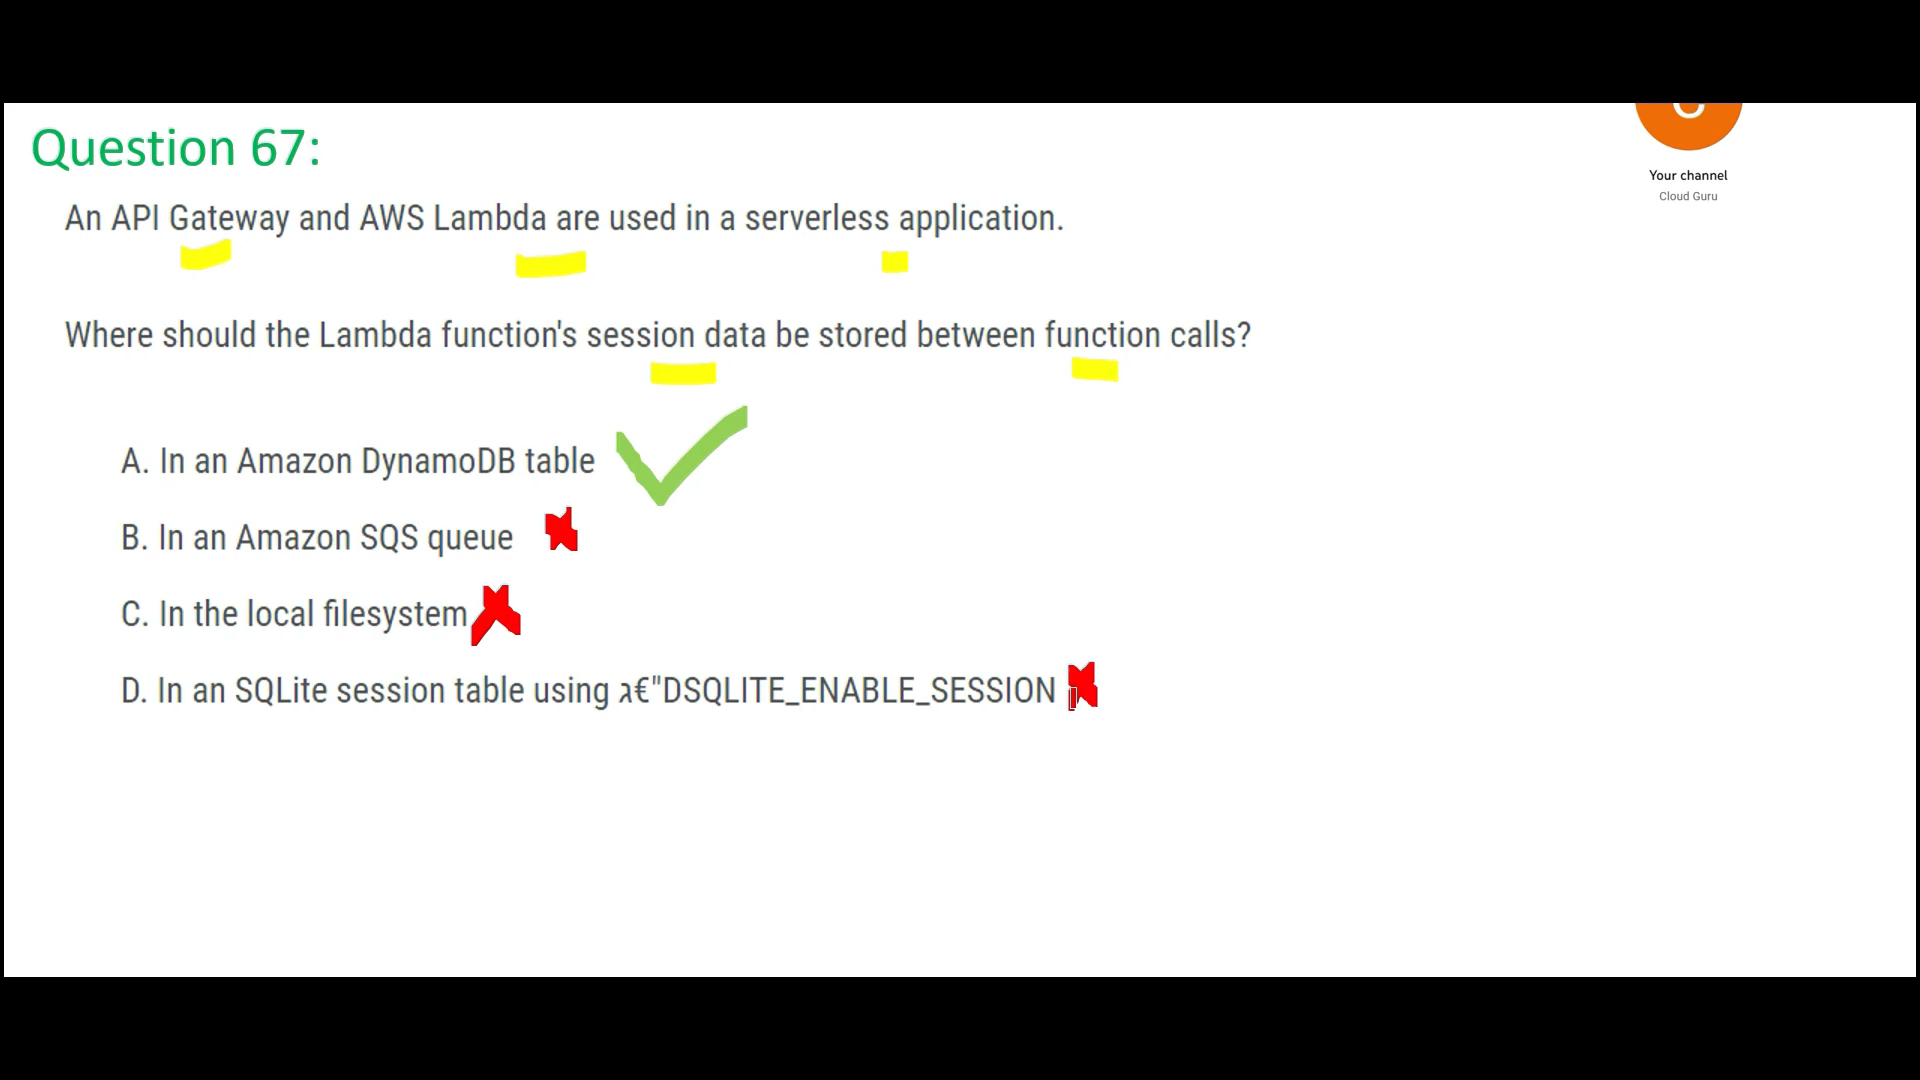 Question 67:
Your channel
Cloud Guru
An API Gateway and AWS Lambda are used in a serverless application.
Where should the Lambda function's session data be stored between function calls?
A. In an Amazon DynamoDB table
B. In an Amazon SQS queue
C. In the local filesystem
D. In an SQLite session table using גא€"DSQLITE_ENABLE_SESSION